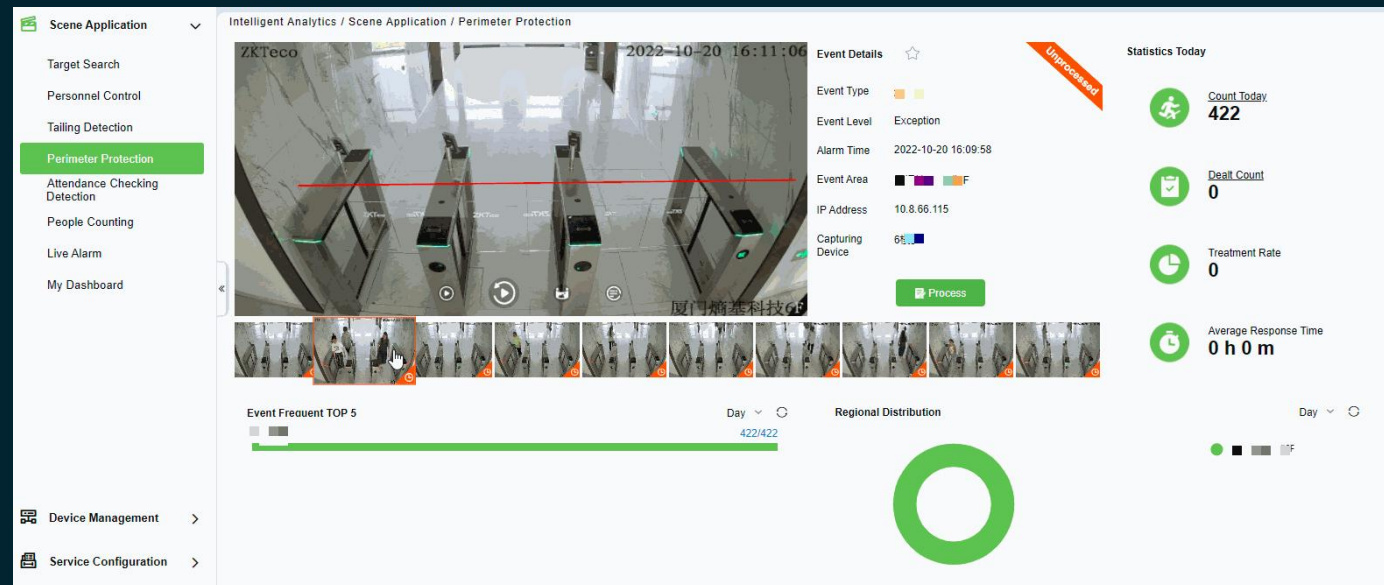 Scene Application
Target Search
Personnel Control
Tailing Detection
Perimeter Protection
Attendance Checking
Detection
People Counting
Live Alarm
My Dashboard
Device Management
Service Configuration
Intelligent Analytics / Scene Application / Perimeter Protection
ZKTeco
2022-10-20 16:11:06
厦门熵基科技6F
Event Details
Unprocessed
Event Type
Event Level Exception
Alarm Time 2022-10-20 16:09:58
Event Area F
IP Address 10.8.66.115
Capturing
Device
Process
Statistics Today
Count Today
422
Dealt Count
0
Treatment Rate
0
Average Response Time
0 h 0 m
Event Frequent TOP 5
Day
422/422
Regional Distribution
Day
F